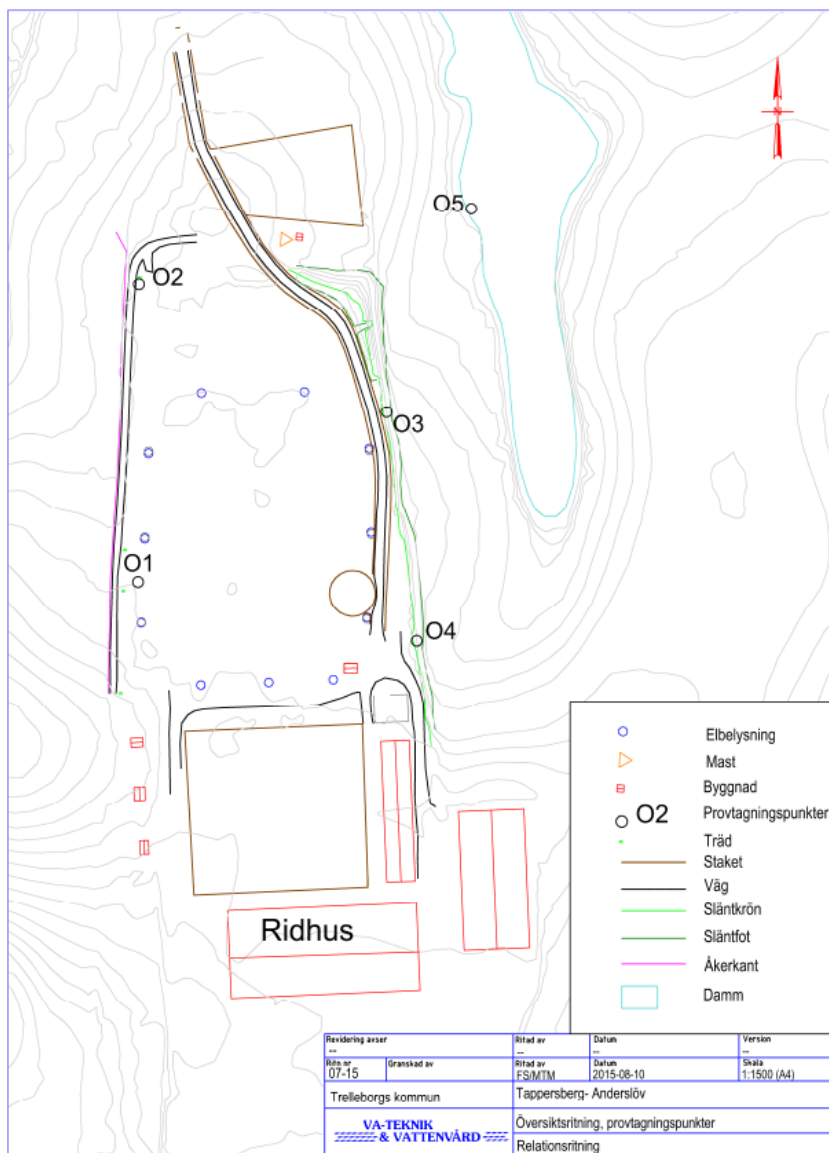 N
O5
O2
O3
O1
O4
Elbelysning
Mast
Byggnad
O2 Provtagningspunkter
Träd
Staket
Väg
Släntkrön
Släntfot
Åkerkant
Damm
Ridhus
Revidering avser
--
Ritad av
--
Datum
--
Version
--
Ritn nr
07-15
Granskad av
Ritad av
FS/MTM
Datum
2015-08-10
Skala
1:1500 (A4)
Trelleborgs kommun
Tappersberg- Anderslöv
VA-TEKNIK
& VATTENVÅRD
Översiktsritning, provtagningspunkter
Relationsritning